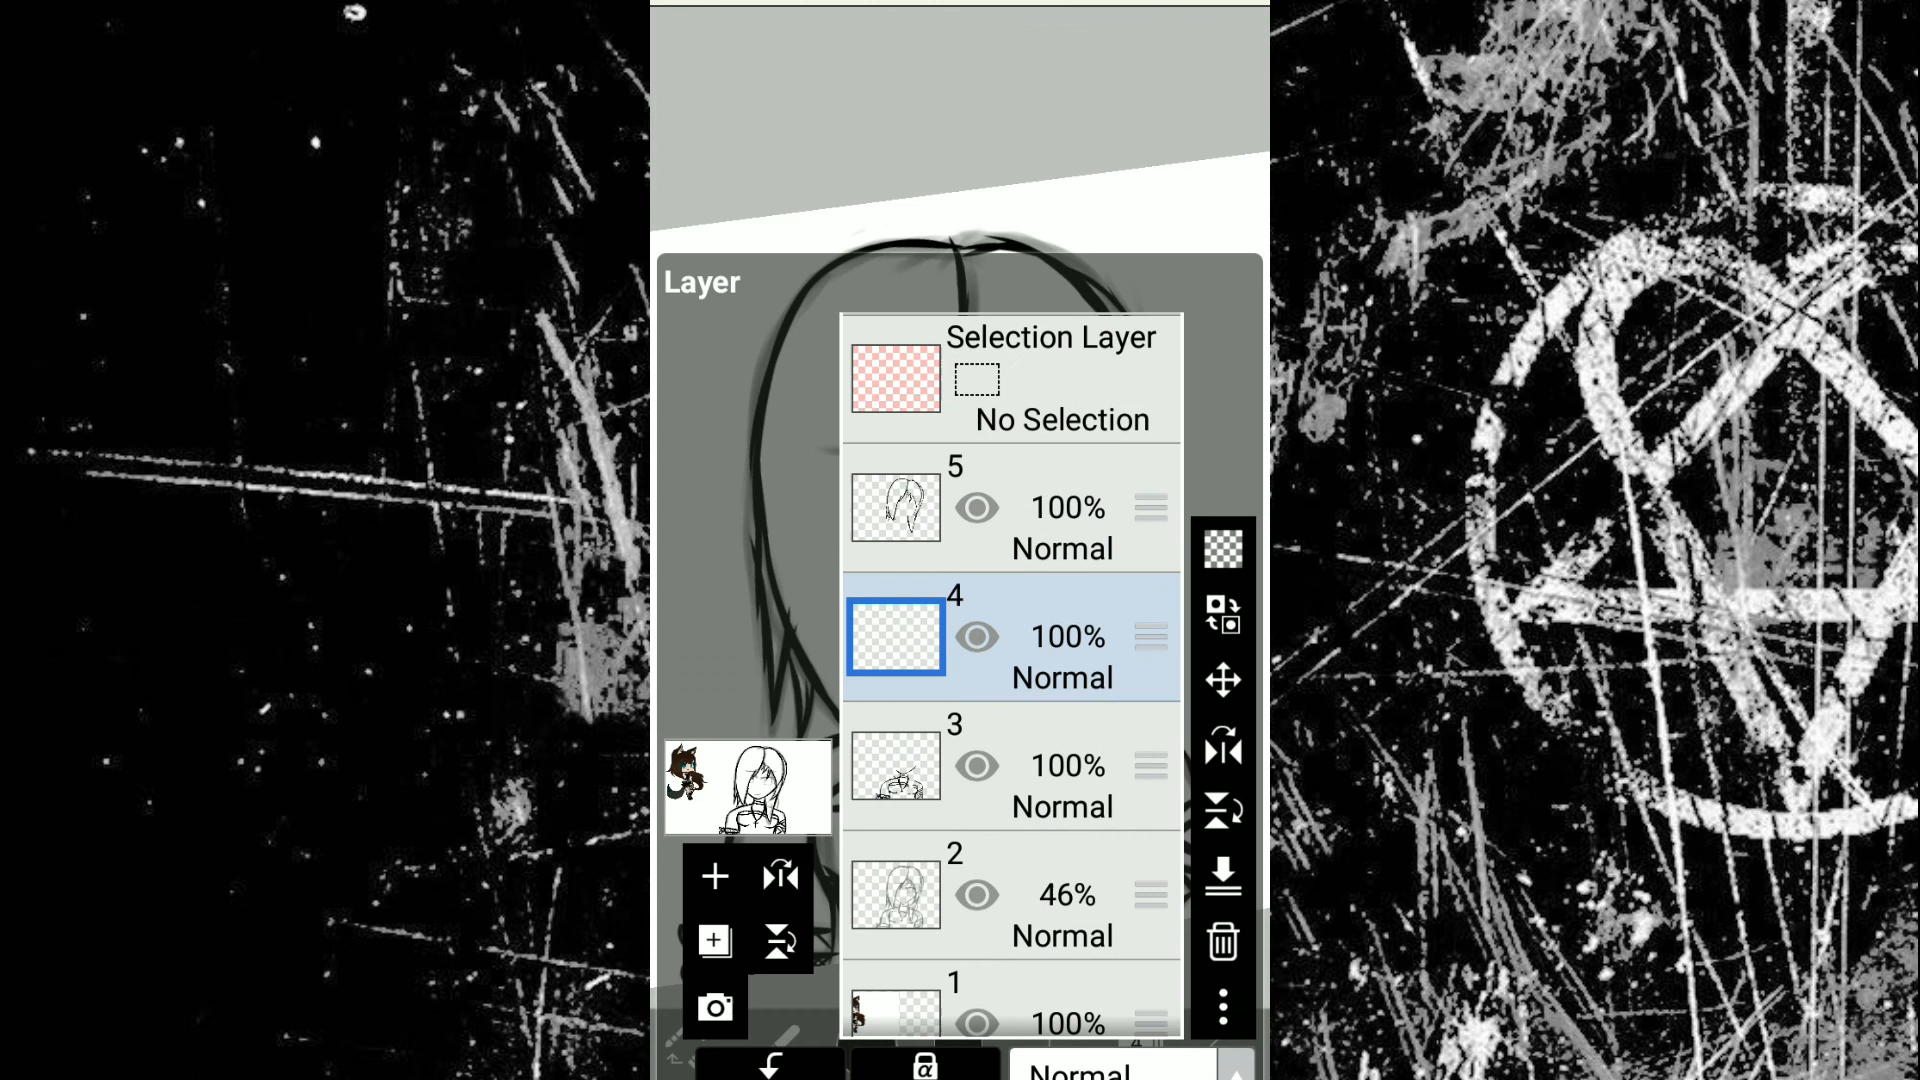 Layer
Selection Layer
No Selection
5
100%
Normal
4
100%
Normal
3
100%
Normal
2
46%
Normal
1
100%
α
Normal